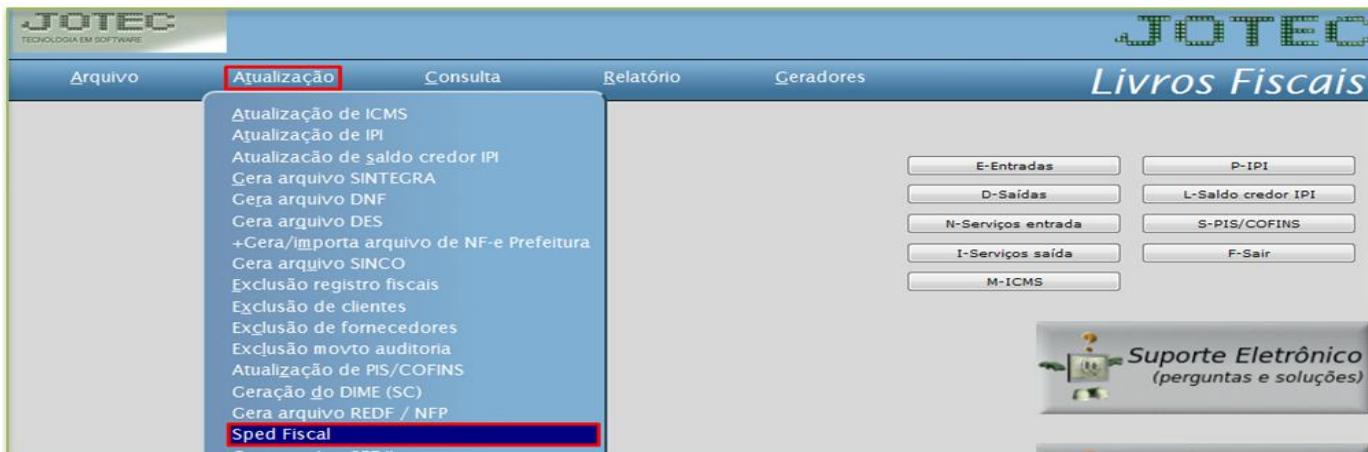 JOTEC
TECNOLOGIA EM SOFTWARE
JOTEC
Arquivo Atualização Consulta Relatório Geradores Livros Fiscais
Atualização de ICMS
Atualização de IPI
Atualizacão de saldo credor IPI
Gera arquivo SINTEGRA
Gera arquivo DNF
Gera arquivo DES
+Gera/importa arquivo de NF-e Prefeitura
Gera arquivo SINCO
Exclusão registro fiscais
Exclusão de clientes
Exclusão de fornecedores
Exclusão movto auditoria
Atualização de PIS/COFINS
Geração do DIME (SC)
Gera arquivo REDF / NFP
Sped Fiscal
E-Entradas P-IPI
D-Saídas L-Saldo credor IPI
N-Serviços entrada S-PIS/COFINS
I-Serviços saída F-Sair
M-ICMS
Suporte Eletrônico
(perguntas e soluções)